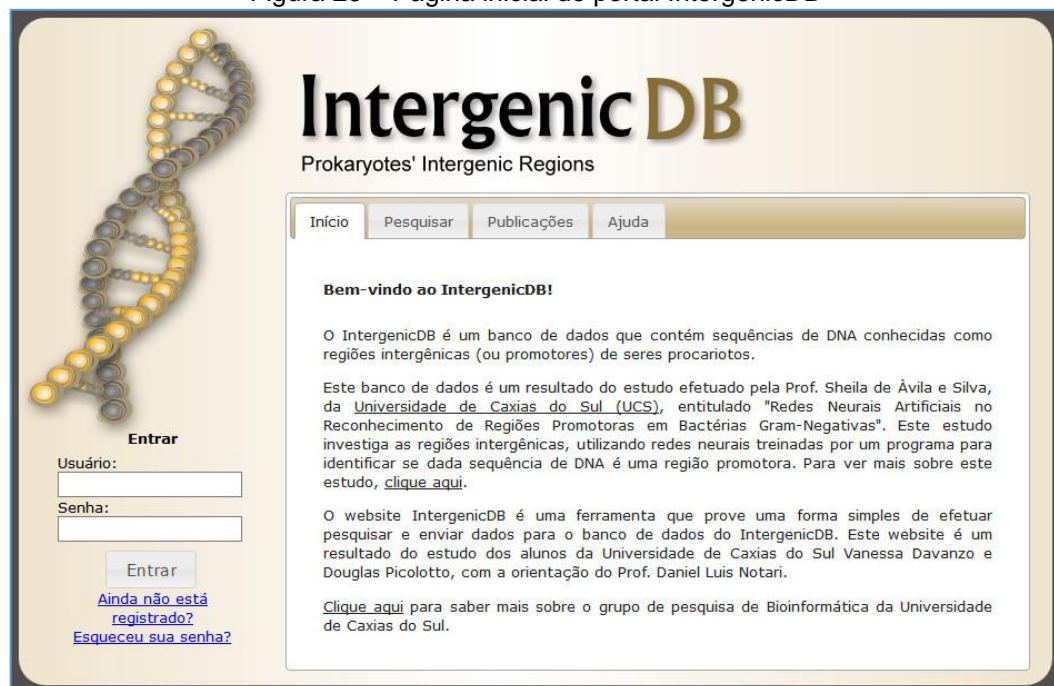 Intergenic DB
Prokaryotes' Intergenic Regions
Início Pesquisar Publicações Ajuda
Bem-vindo ao IntergenicDB!
O IntergenicDB é um banco de dados que contém sequências de DNA conhecidas como
regiões intergênicas (ou promotores) de seres procariotos.
Este banco de dados é um resultado do estudo efetuado pela Prof. Sheila de Àvila e Silva,
da Universidade de Caxias do Sul (UCS), entitulado "Redes Neurais Artificiais no
Reconhecimento de Regiões Promotoras em Bactérias Gram-Negativas". Este estudo
investiga as regiões intergênicas, utilizando redes neurais treinadas por um programa para
identificar se dada sequência de DNA é uma região promotora. Para ver mais sobre este
estudo, clique aqui.
O website IntergenicDB é uma ferramenta que prove uma forma simples de efetuar
pesquisar e enviar dados para o banco de dados do IntergenicDB. Este website é um
resultado do estudo dos alunos da Universidade de Caxias do Sul Vanessa Davanzo e
Douglas Picolotto, com a orientação do Prof. Daniel Luis Notari.
Clique aqui para saber mais sobre o grupo de pesquisa de Bioinformática da Universidade
de Caxias do Sul.
Entrar
Usuário:
Senha:
Entrar
Ainda não está
registrado?
Esqueceu sua senha?